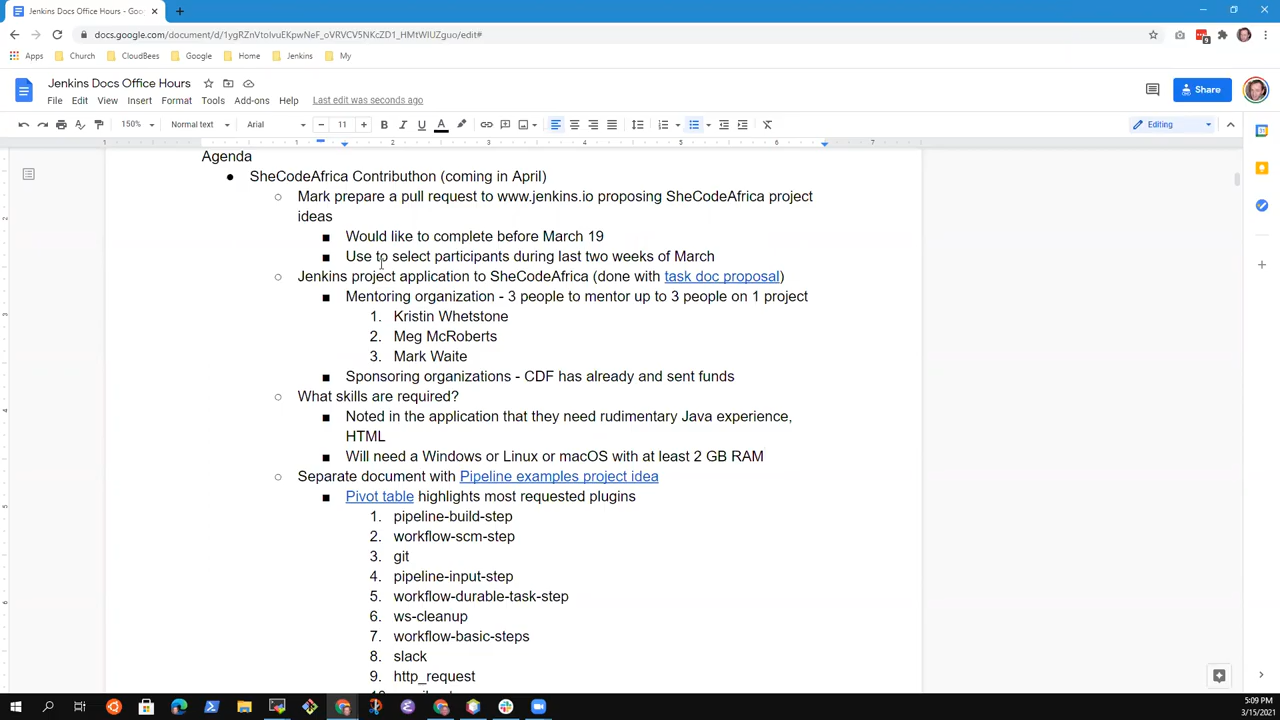 Jenkins Docs Office Hours - Goo
docs.google.com/document/d/1ygRZnVtoIvuEKpwNeF_oVRVCV5NKcZD1_HMtWIUZguo/edit#
Apps Church CloudBees Google Home Jenkins My
Jenkins Docs Office Hours
File Edit View Insert Format Tools Add-ons Help Last edit was seconds ago
Share
150% Normal text Arial 11 Editing
1 1 2 3 4 5 6 7
Agenda
● SheCodeAfrica Contributhon (coming in April)
○ Mark prepare a pull request to www.jenkins.io proposing SheCodeAfrica project
ideas
■ Would like to complete before March 19
■ Use to select participants during last two weeks of March
○ Jenkins project application to SheCodeAfrica (done with task doc proposal)
■ Mentoring organization - 3 people to mentor up to 3 people on 1 project
1. Kristin Whetstone
2. Meg McRoberts
3. Mark Waite
■ Sponsoring organizations - CDF has already and sent funds
○ What skills are required?
■ Noted in the application that they need rudimentary Java experience,
HTML
■ Will need a Windows or Linux or macOS with at least 2 GB RAM
○ Separate document with Pipeline examples project idea
■ Pivot table highlights most requested plugins
1. pipeline-build-step
2. workflow-scm-step
3. git
4. pipeline-input-step
5. workflow-durable-task-step
6. ws-cleanup
7. workflow-basic-steps
8. slack
9. http_request
5:09 PM
3/15/2021